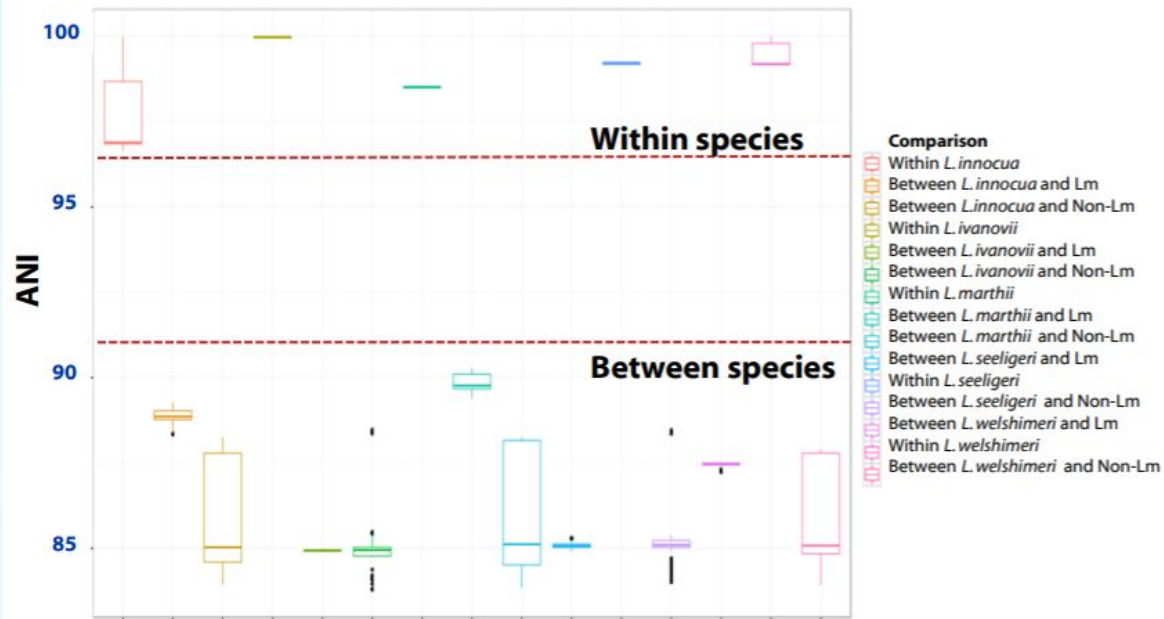 100
95
90
85
ANI
Within species
Between species
Comparison
Within L.innocua
Between L.innocua and Lm
Between L.innocua and Non-Lm
Within L.ivanovii
Between L.ivanovii and Lm
Between L.ivanovii and Non-Lm
Within L.marthii
Between L.marthii and Lm
Between L.marthii and Non-Lm
Between L.seeligeri and Lm
Within L.seeligeri
Between L.seeligeri and Non-Lm
Between L.welshimeri and Lm
Within L.welshimeri
Between L.welshimeri and Non-Lm